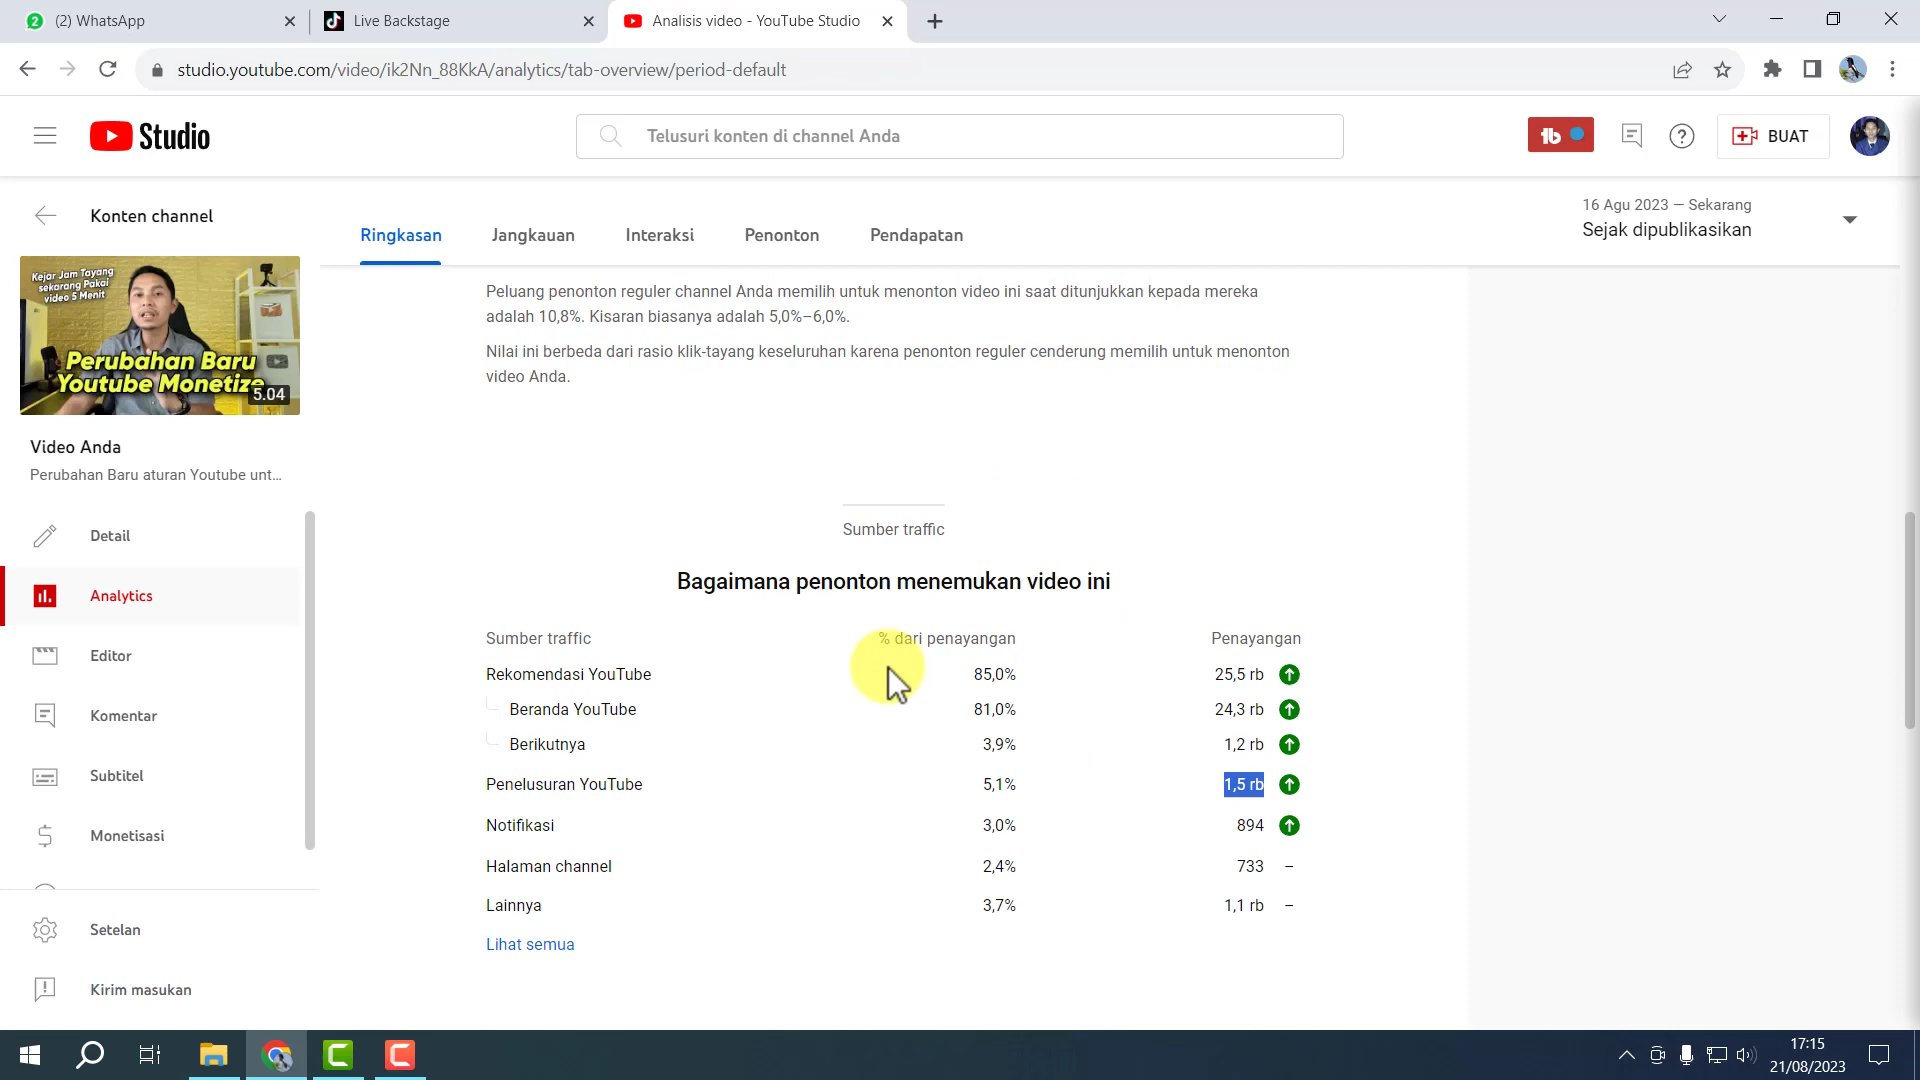 (2) WhatsApp
Live Backstage
Analisis video - YouTube Studio
studio.youtube.com/video/ik2Nn_88KkA/analytics/tab-overview/period-default
Studio
Telusuri konten di channel Anda
BUAT
Konten channel
Ringkasan
Jangkauan
Interaksi
Penonton
Pendapatan
16 Agu 2023 – Sekarang
Sejak dipublikasikan
Kejar Jam Tayang
sekarang Pakai
video 5 Menit
Perubahan Baru
Youtube Monetize
5.04
Video Anda
Perubahan Baru aturan Youtube unt...
Detail
Analytics
Editor
Komentar
Subtitel
Monetisasi
Setelan
Kirim masukan
Peluang penonton reguler channel Anda memilih untuk menonton video ini saat ditunjukkan kepada mereka
adalah 10,8%. Kisaran biasanya adalah 5,0%–6,0%.
Nilai ini berbeda dari rasio klik-tayang keseluruhan karena penonton reguler cenderung memilih untuk menonton
video Anda.
Sumber traffic
Bagaimana penonton menemukan video ini
Sumber traffic % dari penayangan Penayangan
Rekomendasi YouTube 85,0% 25,5 rb
Beranda YouTube 81,0% 24,3 rb
Berikutnya 3,9% 1,2 rb
Penelusuran YouTube 5,1% 1,5 rb
Notifikasi 3,0% 894
Halaman channel 2,4% 733 –
Lainnya 3,7% 1,1 rb –
Lihat semua
17:15
21/08/2023